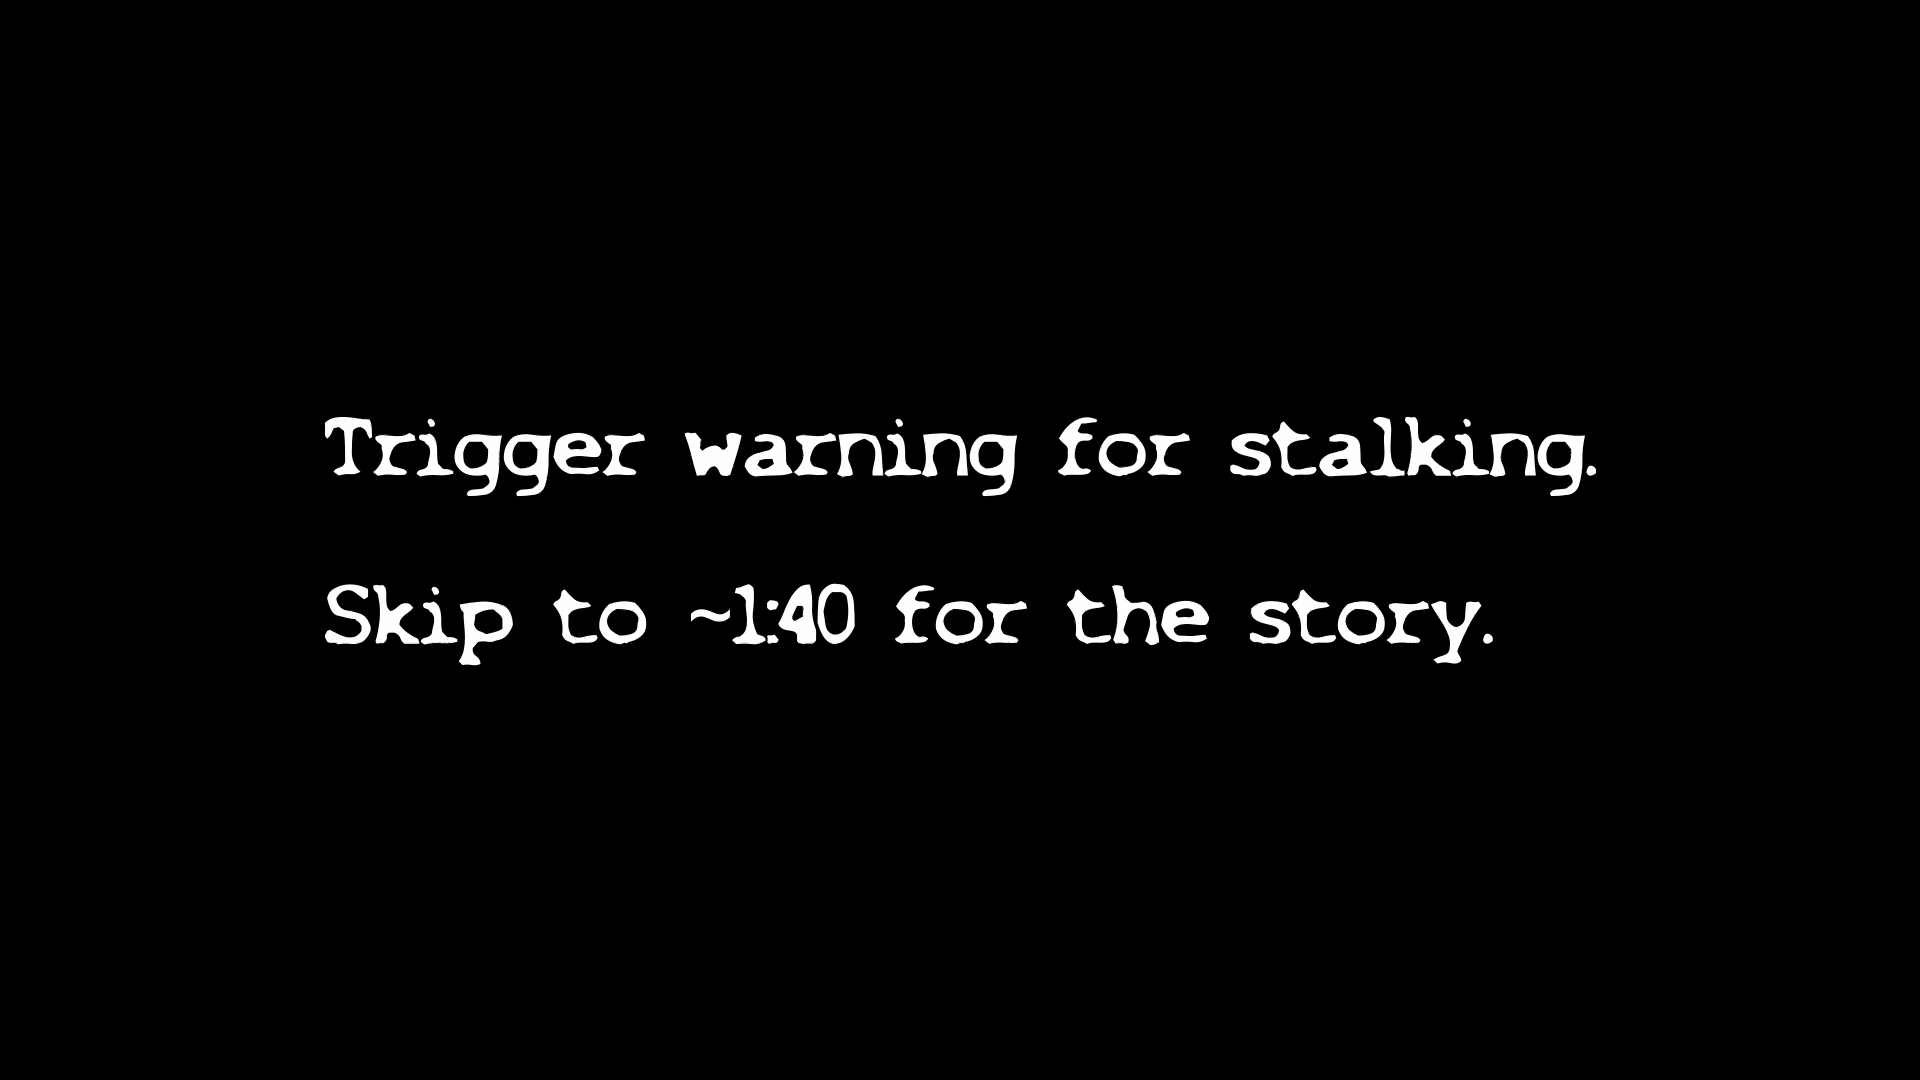 Trigger warning for stalking.
Skip to ~1:40 for the story.